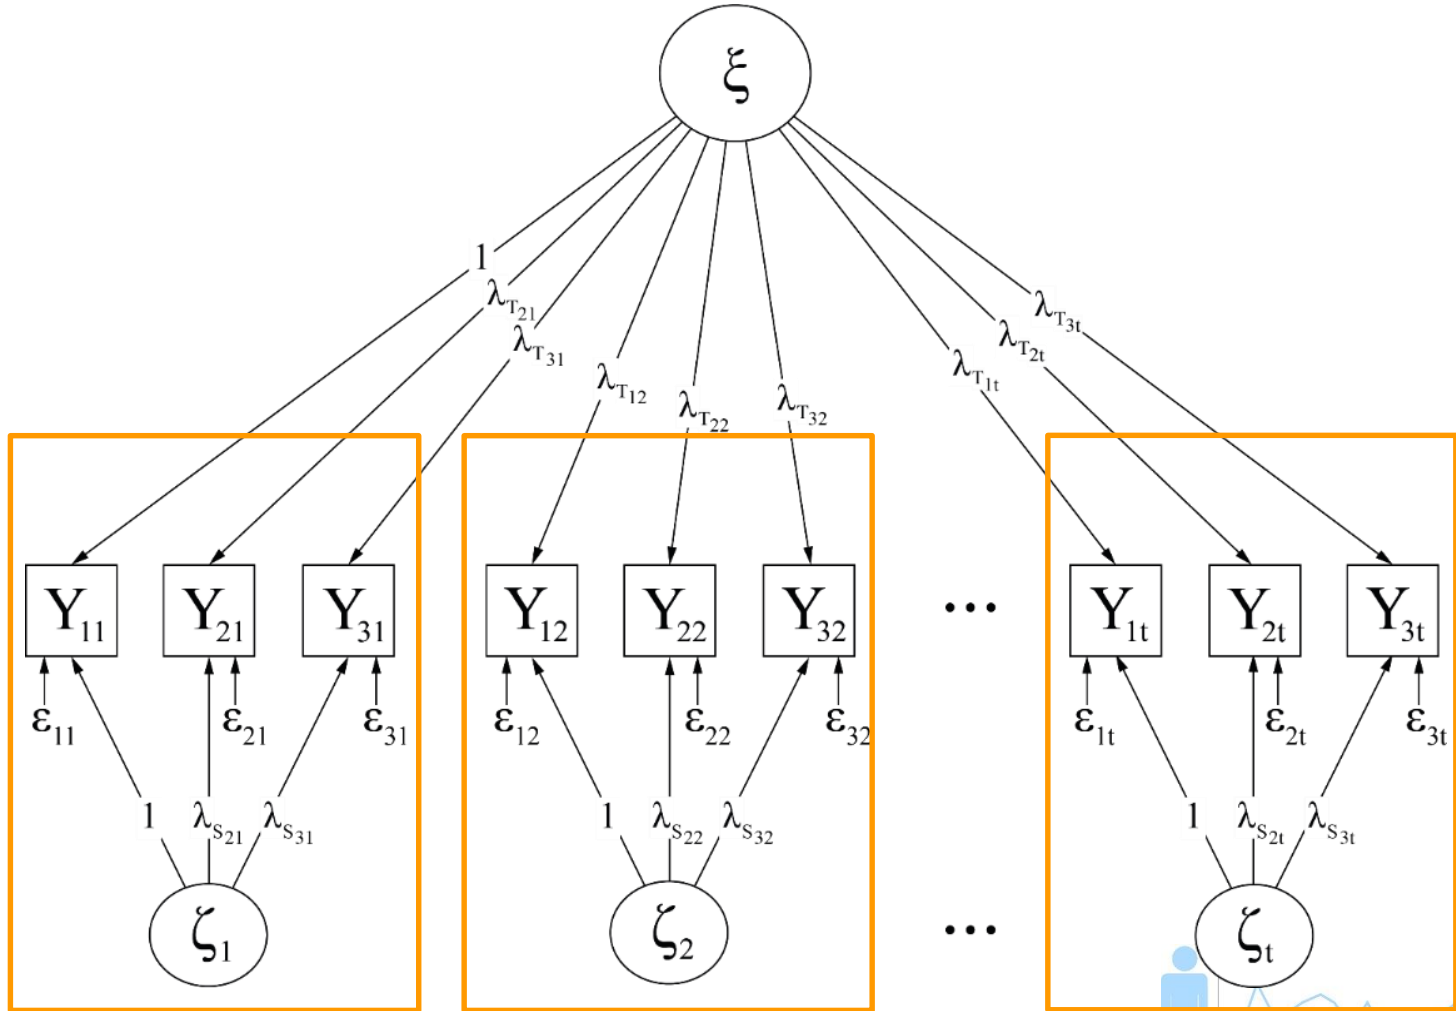 ξ
1
λT21
λT31
λT12
λT22
λT32
λT1t
λT2t
λT3t
Y11 Y21 Y31 Y12 Y22 Y32 ... Y1t Y2t Y3t
ε11 ε21 ε31 ε12 ε22 ε32 ε1t ε2t ε3t
1 λS21 λS31 1 λS22 λS32 1 λS2t λS3t
ζ1 ζ2 ... ζt